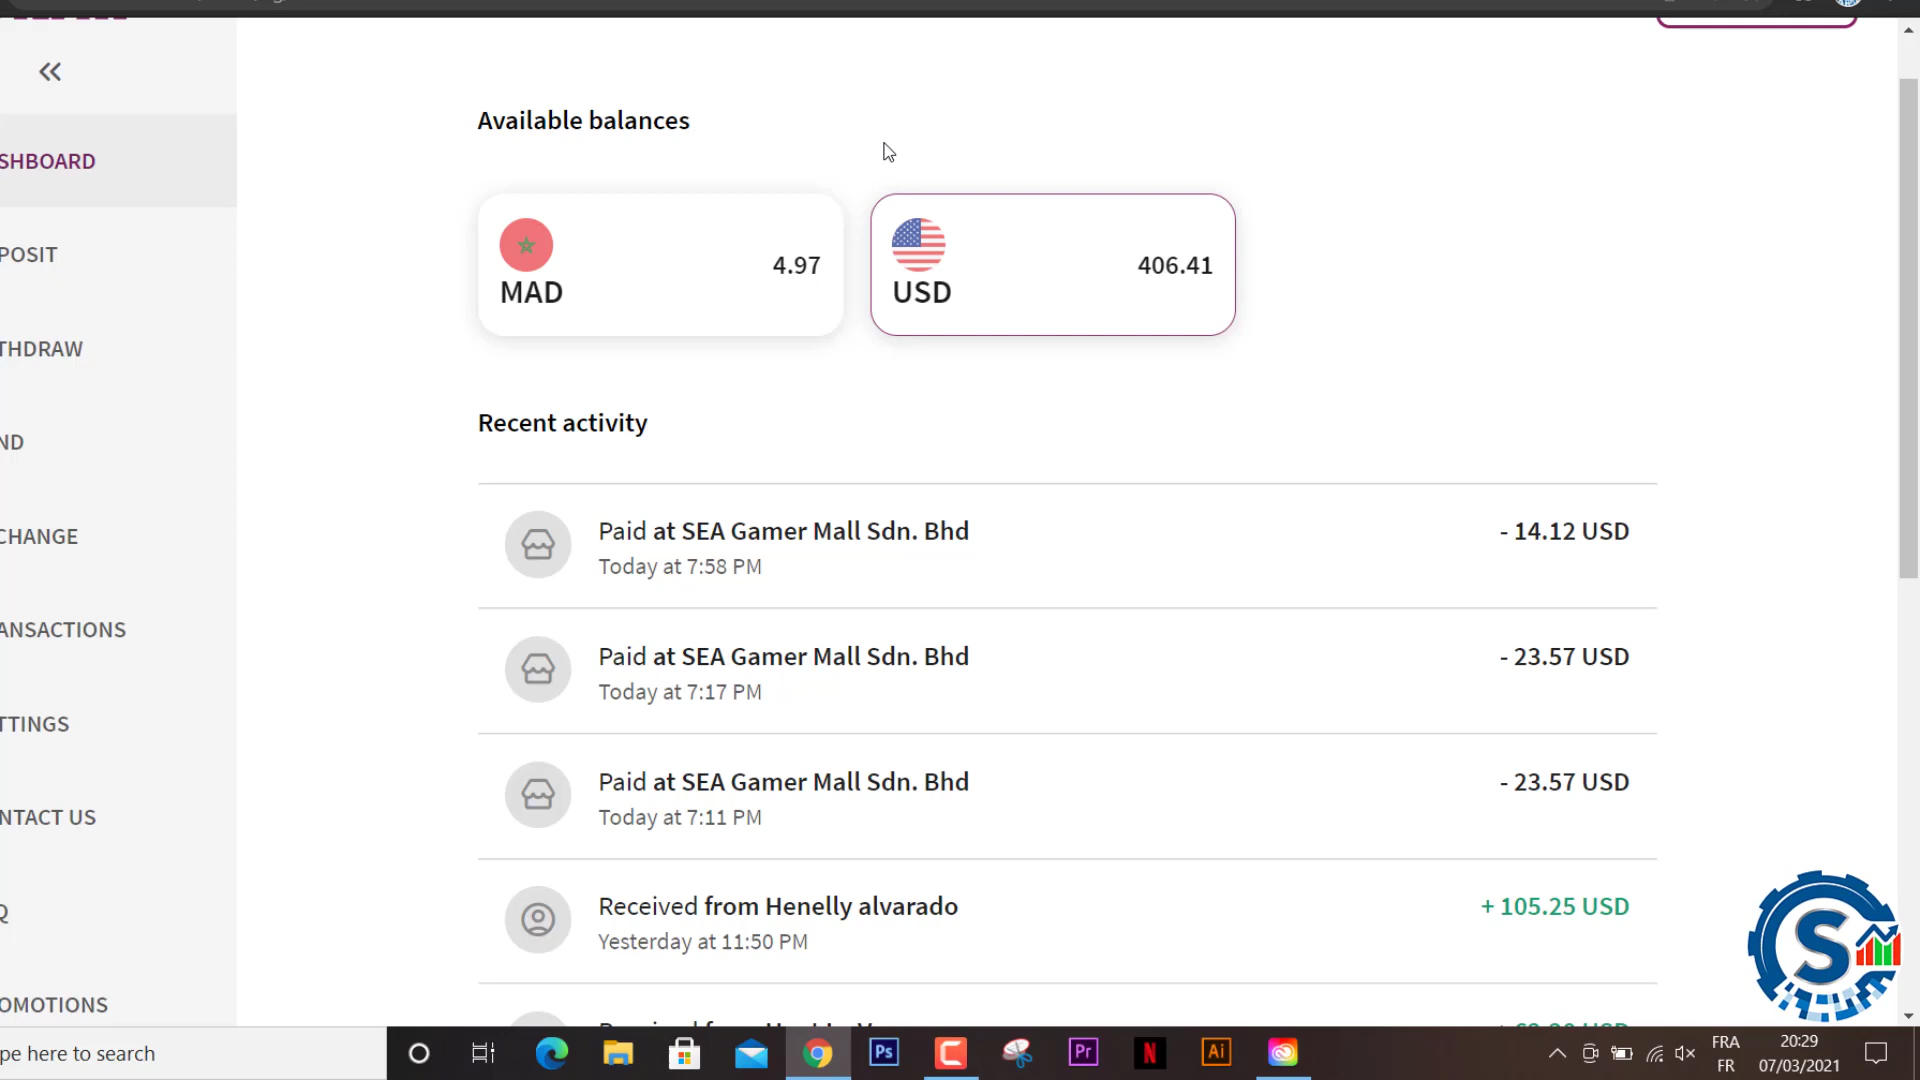 SHBOARD
POSIT
THDRAW
ND
CHANGE
ANSACTIONS
TTINGS
NTACT US
Q
OMOTIONS
Available balances
MAD
4.97
USD
406.41
Recent activity
Paid at SEA Gamer Mall Sdn. Bhd
- 14.12 USD
Today at 7:58 PM
Paid at SEA Gamer Mall Sdn. Bhd
- 23.57 USD
Today at 7:17 PM
Paid at SEA Gamer Mall Sdn. Bhd
- 23.57 USD
Today at 7:11 PM
Received from Henelly alvarado
+ 105.25 USD
Yesterday at 11:50 PM
S
pe here to search
Ps
Pr
N
Ai
FRA
FR
20:29
07/03/2021